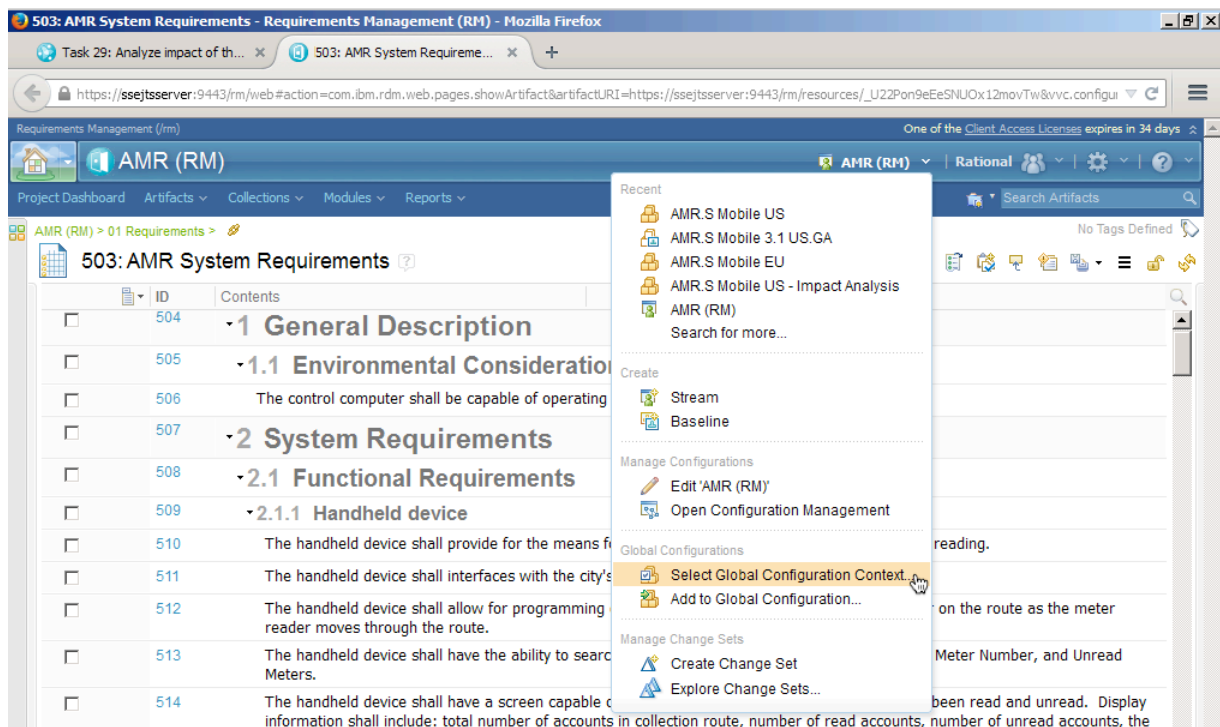 503: AMR System Requirements - Requirements Management (RM) - Mozilla Firefox
Task 29: Analyze impact of th...
503: AMR System Requireme...
https://ssejtsserver:9443/rm/web#action=com.ibm.rdm.web.pages.showArtifact&artifactURI=https://ssejtsserver:9443/rm/resources/_U22Pon9eEeSNUOx12movTw&vvc.configur
Requirements Management (/rm)
One of the Client Access Licenses expires in 34 days
AMR (RM)
AMR (RM)
Rational
Project Dashboard Artifacts Collections Modules Reports
Search Artifacts
AMR (RM) > 01 Requirements >
No Tags Defined
503: AMR System Requirements
ID Contents
504 1 General Description
505 1.1 Environmental Consideration
506 The control computer shall be capable of operating
507 2 System Requirements
508 2.1 Functional Requirements
509 2.1.1 Handheld device
510 The handheld device shall provide for the means f reading.
511 The handheld device shall interfaces with the city's
512 The handheld device shall allow for programming on the route as the meter
reader moves through the route.
513 The handheld device shall have the ability to searc Meter Number, and Unread
Meters.
514 The handheld device shall have a screen capable been read and unread. Display
information shall include: total number of accounts in collection route, number of read accounts, number of unread accounts, the
Recent
AMR.S Mobile US
AMR.S Mobile 3.1 US.GA
AMR.S Mobile EU
AMR.S Mobile US - Impact Analysis
AMR (RM)
Search for more...
Create
Stream
Baseline
Manage Configurations
Edit 'AMR (RM)'
Open Configuration Management
Global Configurations
Select Global Configuration Context...
Add to Global Configuration...
Manage Change Sets
Create Change Set
Explore Change Sets...